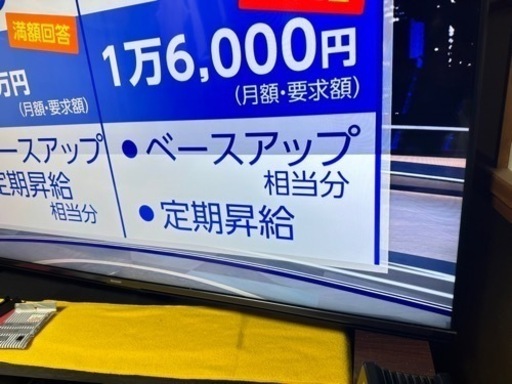 満額回答
万円
(月額・要求額)
ースアップ
定期昇給
相当分
1万6,000円
(月額・要求額)
●ベースアップ
相当分
●定期昇給